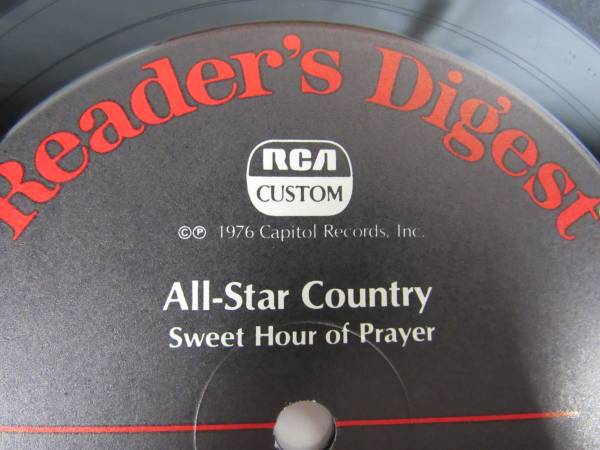 Reader's Digest
RCA
CUSTOM
©℗ 1976 Capitol Records, Inc.
All-Star Country
Sweet Hour of Prayer